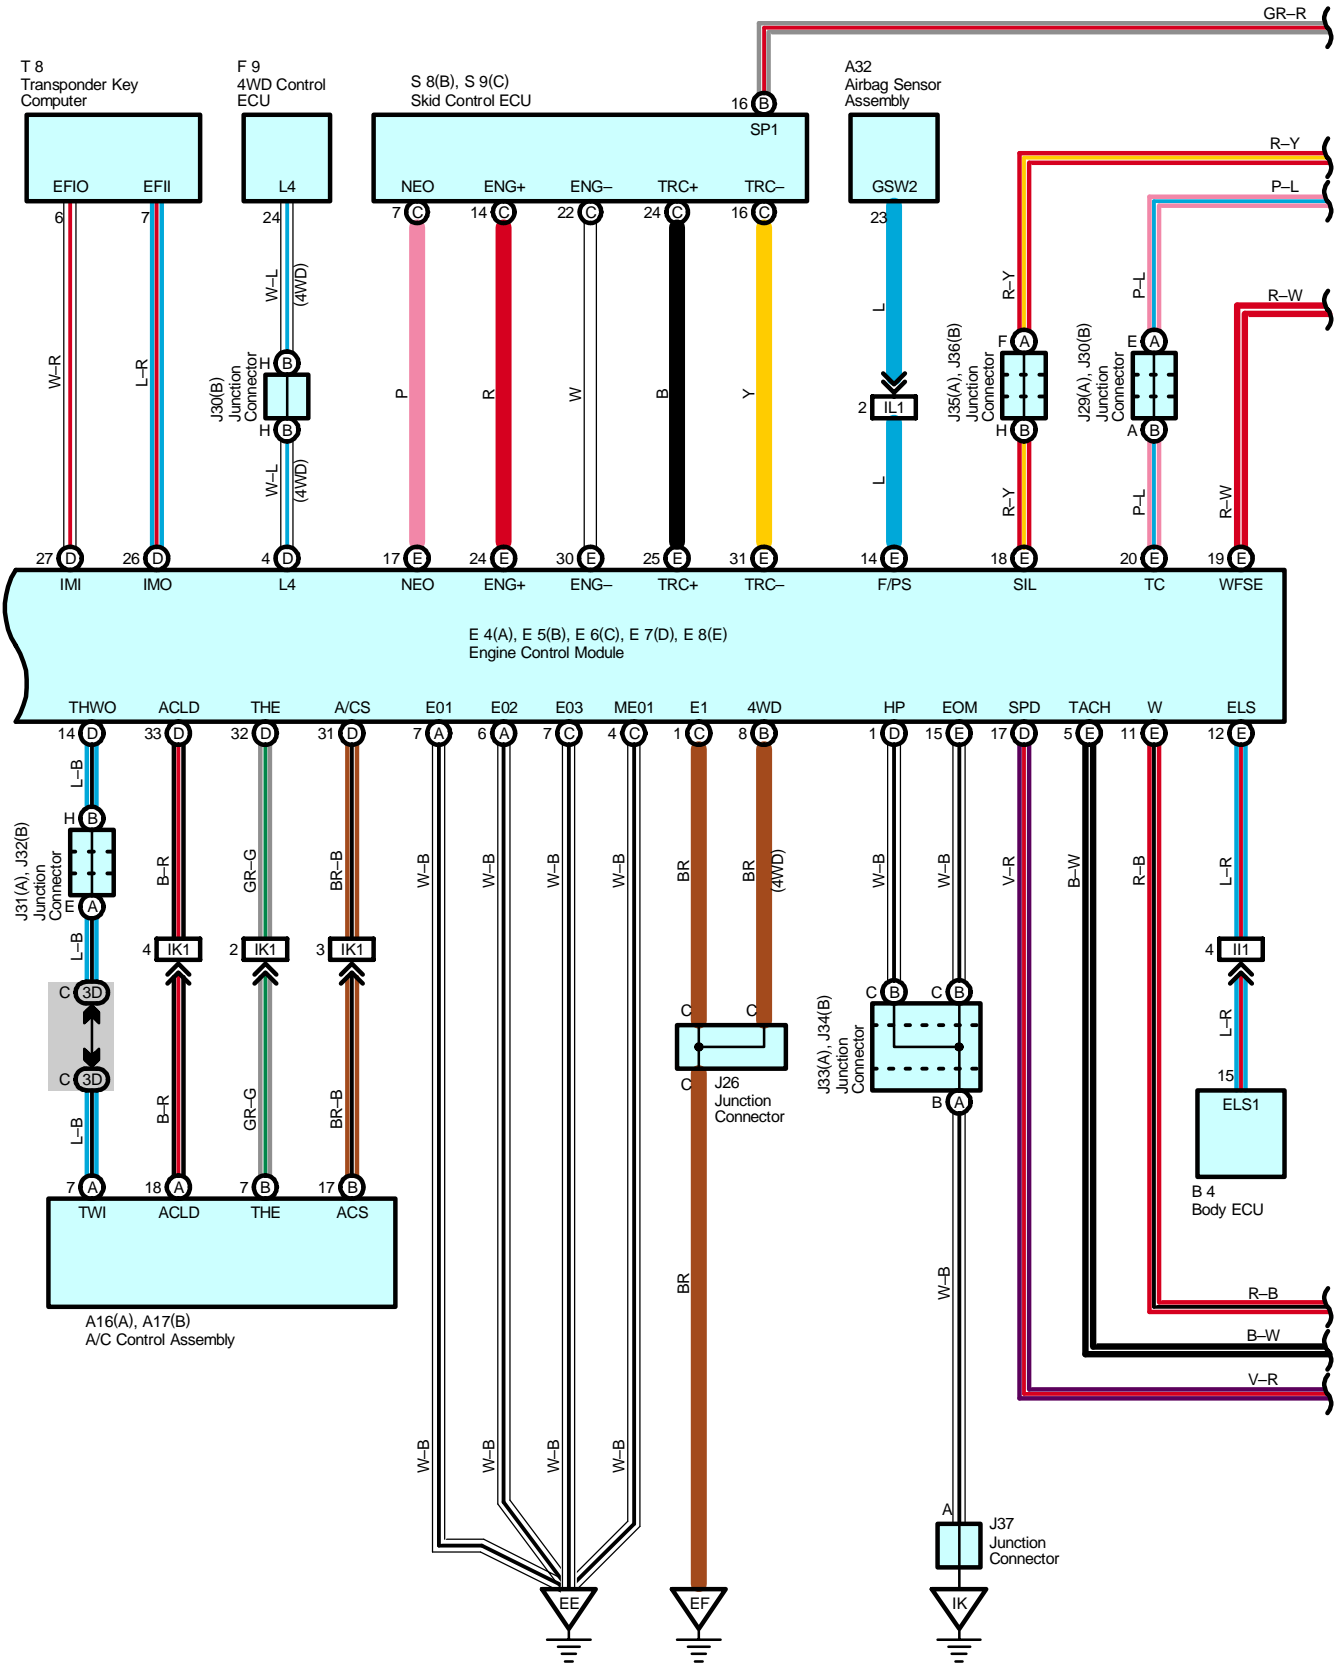 GR–R
T 8
Transponder Key
Computer
F 9
4WD Control
ECU
S 8(B), S 9(C)
Skid Control ECU
A32
Airbag Sensor
Assembly
16 B
SP1
R–Y
P–L
EFIO EFII L4 NEO ENG+ ENG– TRC+ TRC– GSW2
6 7 24 7 C 14 C 22 C 24 C 16 C 23
W–L
(4WD)
R–Y
P–L
R–W
L
F A
E A
H B
J30(B)
Junction
Connector
H B
W–R
L–R
P
R
W
B
Y
2 IL1
J35(A), J36(B)
Junction
Connector
H B
J29(A), J30(B)
Junction
Connector
A B
W–L
(4WD)
L
R–Y
P–L
R–W
27 D 26 D 4 D 17 E 24 E 30 E 25 E 31 E 14 E 18 E 20 E 19 E
IMI IMO L4 NEO ENG+ ENG– TRC+ TRC– F/PS SIL TC WFSE
E 4(A), E 5(B), E 6(C), E 7(D), E 8(E)
Engine Control Module
THWO ACLD THE A/CS E01 E02 E03 ME01 E1 4WD HP EOM SPD TACH W ELS
14 D 33 D 32 D 31 D 7 A 6 A 7 C 4 C 1 C 8 B 1 D 15 E 17 D 5 E 11 E 12 E
L–B
H B
J31(A), J32(B)
Junction
Connector
E A
B–R
GR–G
BR–B
W–B
W–B
W–B
W–B
BR
BR
(4WD)
W–B
W–B
V–R
B–W
R–B
L–R
L–B
4 IK1
2 IK1
3 IK1
4 II1
C 3D
C B
C B
C
C
J33(A), J34(B)
Junction
Connector
L–R
C 3D
C
J26
Junction
Connector
B A
15
ELS1
L–B
B–R
GR–G
BR–B
7 A 18 A 7 B 17 B
TWI ACLD THE ACS
B 4
Body ECU
BR
W–B
A16(A), A17(B)
A/C Control Assembly
R–B
B–W
V–R
W–B
W–B
W–B
W–B
A
J37
Junction
Connector
EE
EF
IK